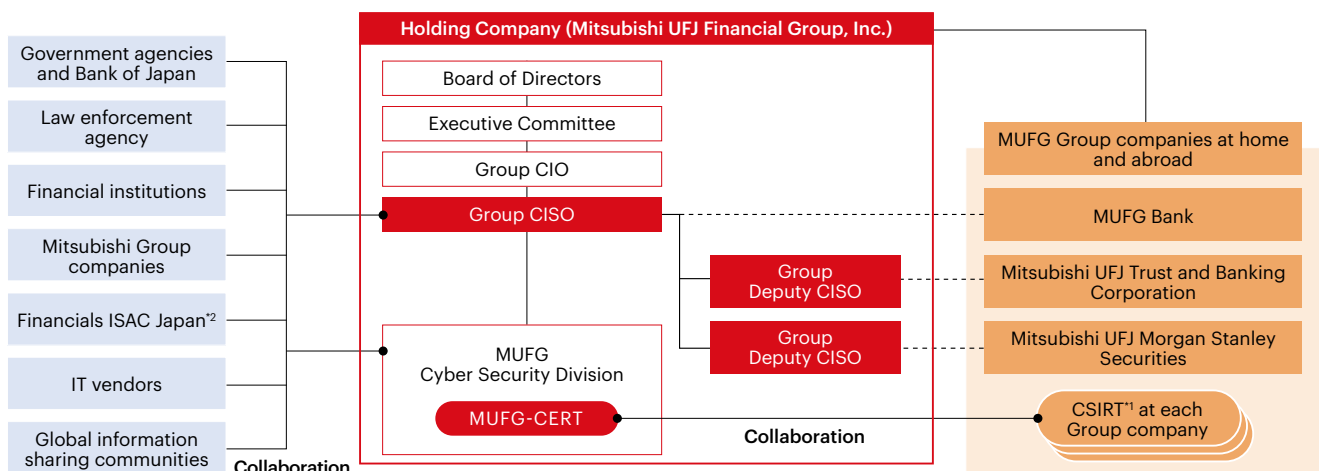 Holding Company (Mitsubishi UFJ Financial Group, Inc.)
Government agencies
and Bank of Japan
Law enforcement
agency
Financial institutions
Mitsubishi Group
companies
Financials ISAC Japan*2
IT vendors
Global information
sharing communities
Collaboration
Board of Directors
Executive Committee
Group CIO
Group CISO
Group
Deputy CISO
Group
Deputy CISO
MUFG
Cyber Security Division
MUFG-CERT
Collaboration
MUFG Group companies at home
and abroad
MUFG Bank
Mitsubishi UFJ Trust and Banking
Corporation
Mitsubishi UFJ Morgan Stanley
Securities
CSIRT*1 at each
Group company